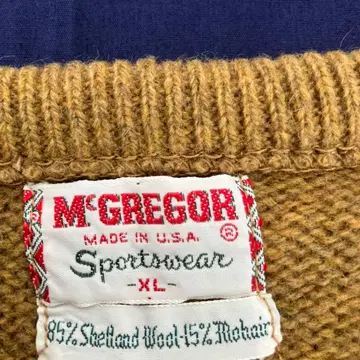 McGREGOR
MADE IN U.S.A. ®
Sportswear
-XL-
85% Shetland Wool-15% Mohair